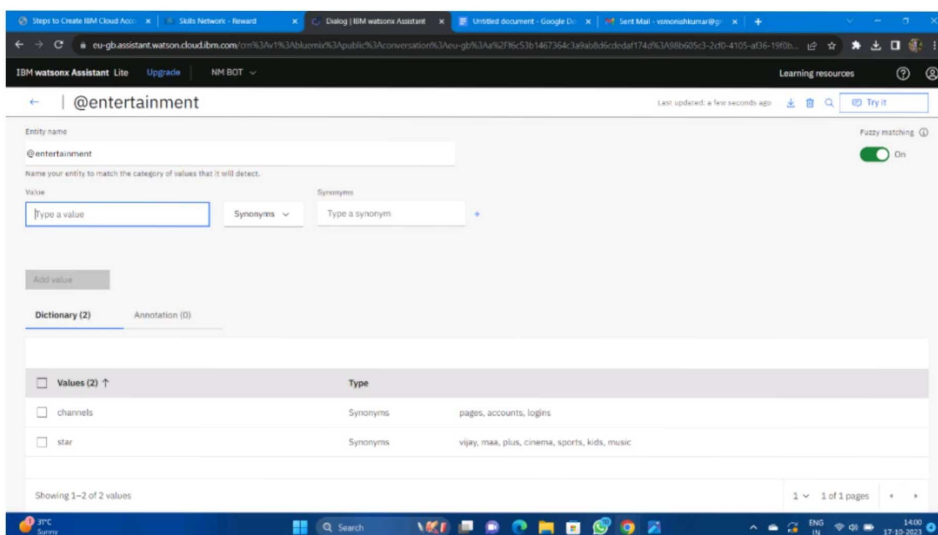 Steps to Create IBM Cloud Acco
Skills Network - Reward
Dialog | IBM watsonx Assistant
Untitled document - Google Do
Sent Mail - vsmonishkumar@g
eu-gb.assistant.watson.cloud.ibm.com
IBM watsonx Assistant Lite Upgrade NM BOT Learning resources
@entertainment Last updated: a few seconds ago Try it
Entity name Fuzzy matching
@entertainment On
Name your entity to match the category of values that it will detect.
Value Synonyms
Type a value Synonyms Type a synonym
Add value
Dictionary (2) Annotation (0)
Values (2) Type
channels Synonyms pages, accounts, logins
star Synonyms vijay, maa, plus, cinema, sports, kids, music
Showing 1–2 of 2 values 1 1 of 1 pages
31°C Search ENG 14:00
Sunny IN 17-10-2023